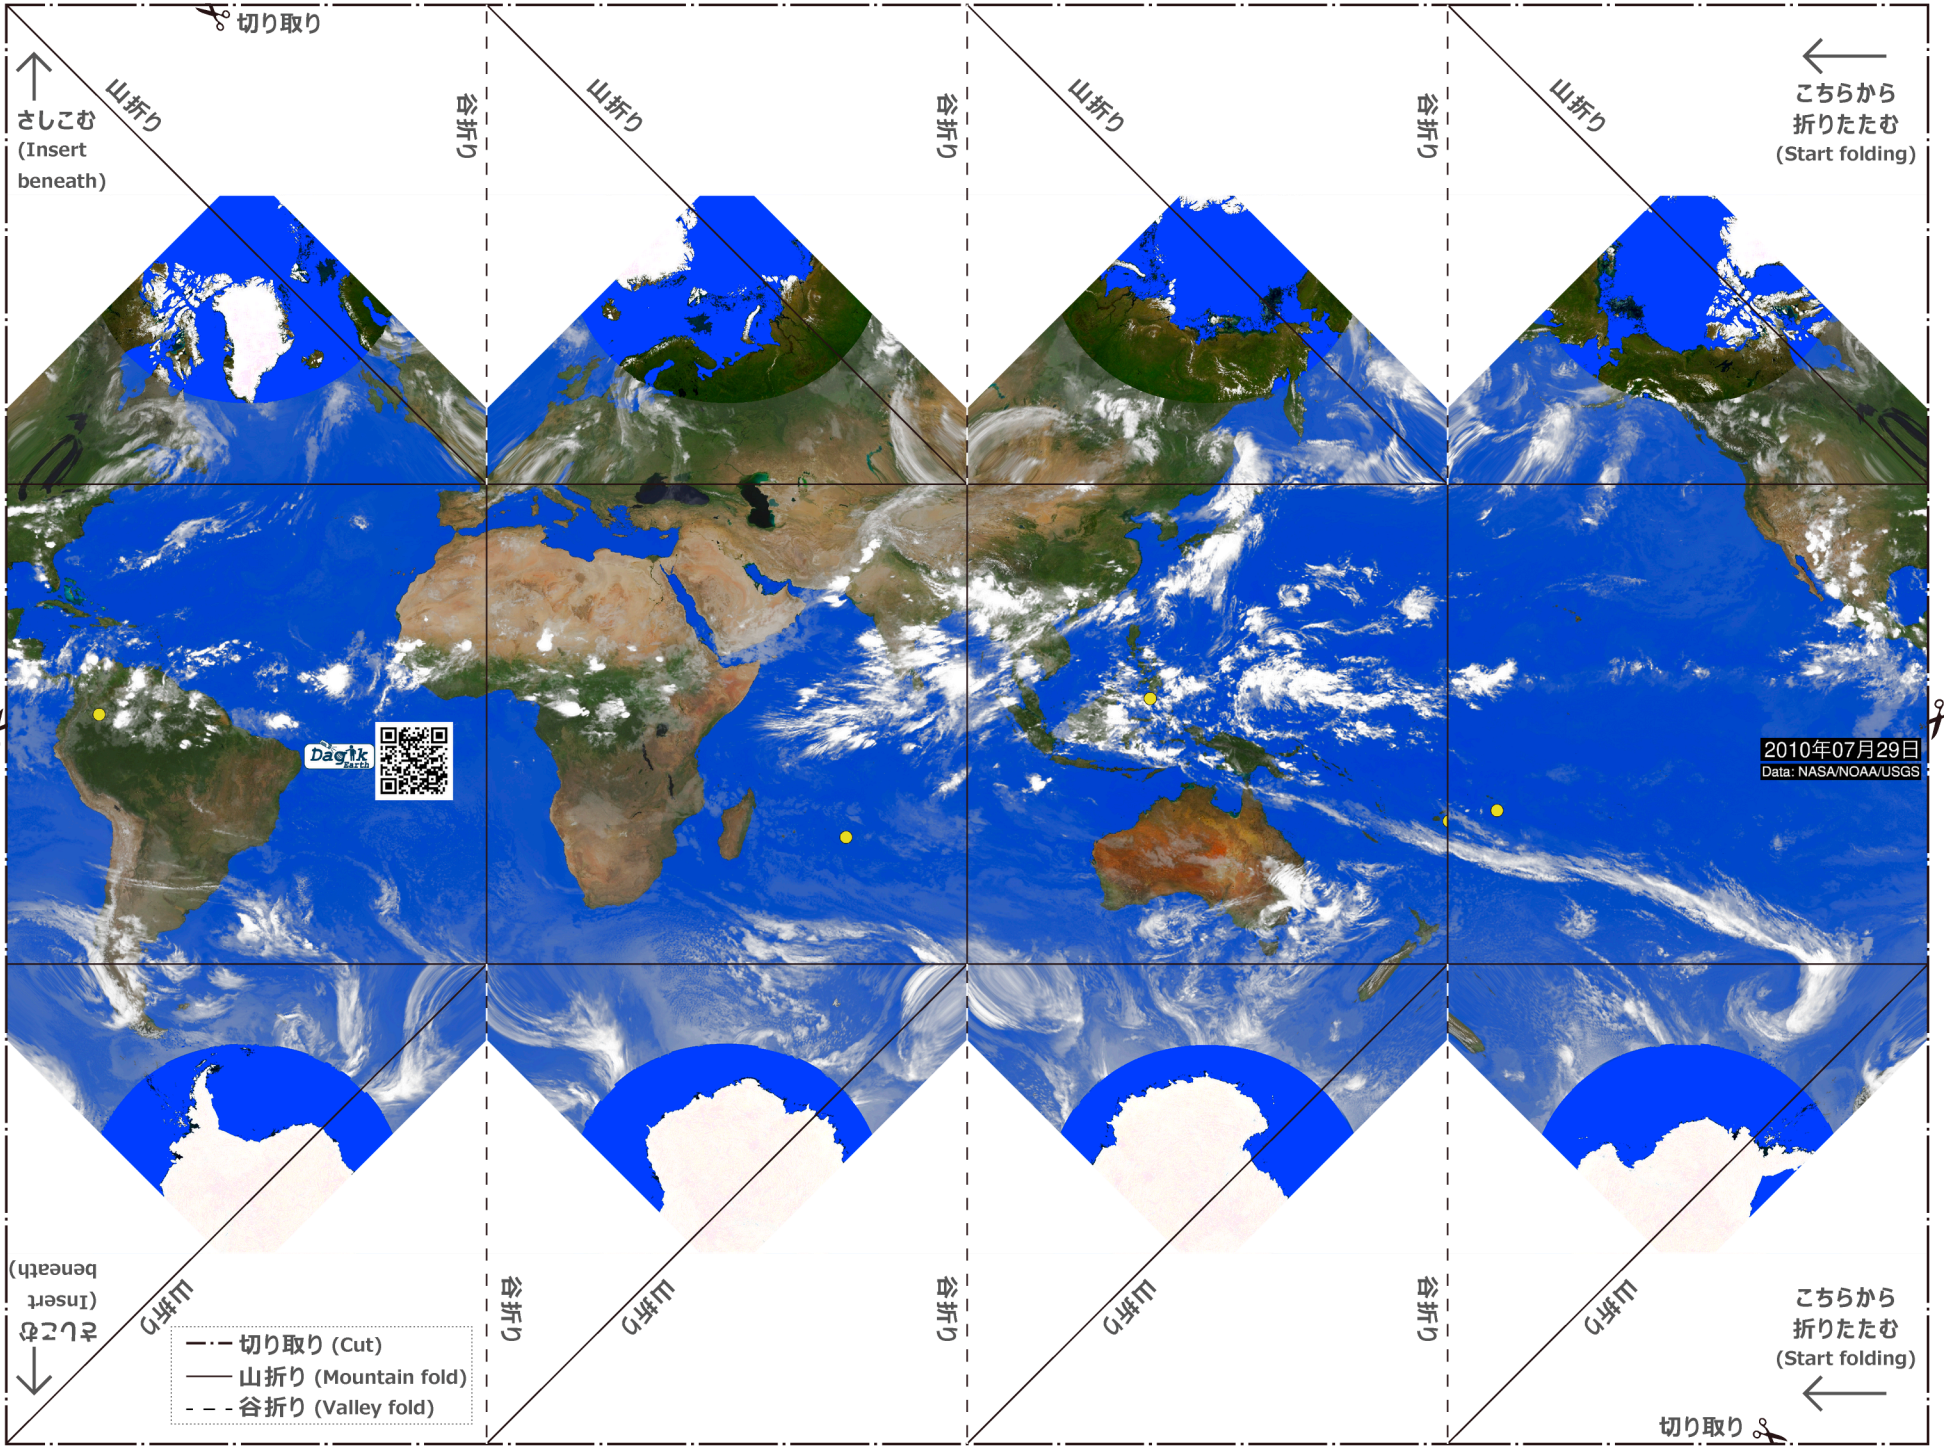 切り取り
山折り
谷折り
山折り
谷折り
山折り
谷折り
山折り
さしこむ
(Insert
beneath)
こちらから
折りたたむ
(Start folding)
Dagik
Earth
2010年07月29日
Data: NASA/NOAA/USGS
さしこむ
(Insert
beneath)
山折り
谷折り
山折り
谷折り
山折り
谷折り
山折り
こちらから
折りたたむ
(Start folding)
切り取り (Cut)
山折り (Mountain fold)
谷折り (Valley fold)
切り取り